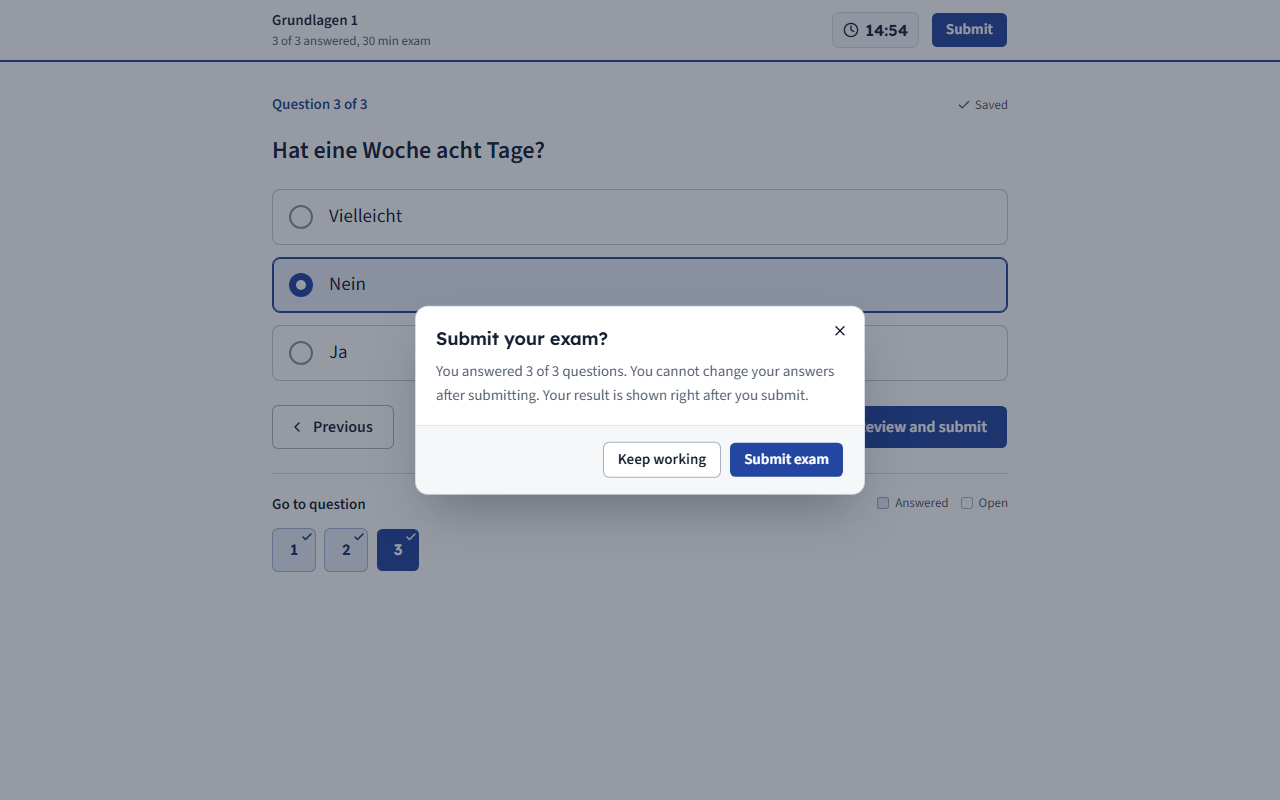 Grundlagen 1
3 of 3 answered, 30 min exam
14:54
Submit
Question 3 of 3
Saved
Hat eine Woche acht Tage?
Vielleicht
Nein
Ja
Submit your exam?
You answered 3 of 3 questions. You cannot change your answers
after submitting. Your result is shown right after you submit.
Keep working
Submit exam
Previous
eview and submit
Go to question
Answered
Open
1
2
3